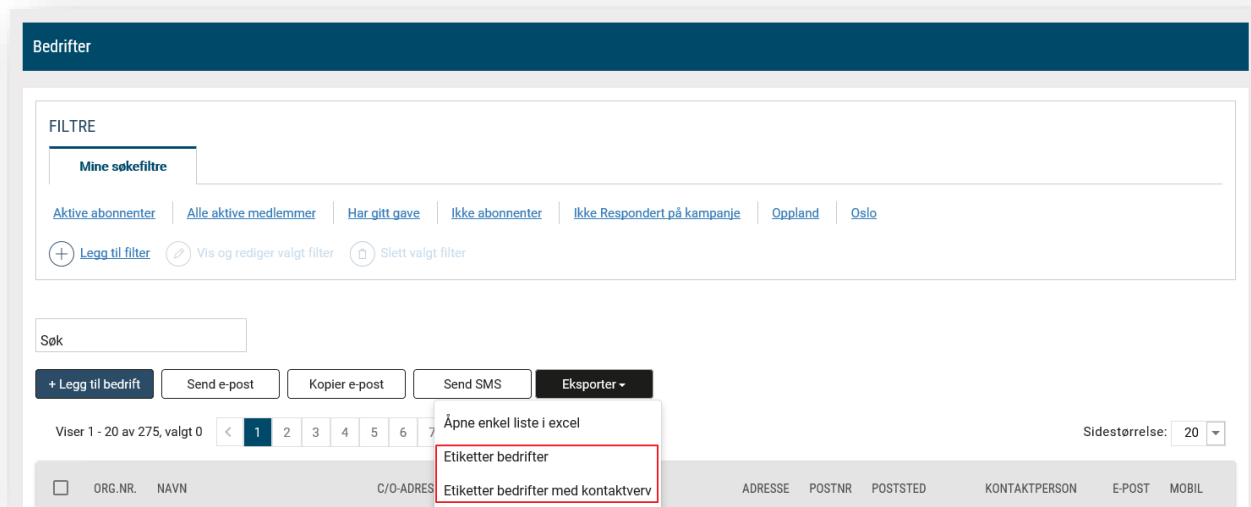 Bedrifter
FILTRE
Mine søkefiltre
Aktive abonnenter Alle aktive medlemmer Har gitt gave Ikke abonnenter Ikke Respondert på kampanje Oppland Oslo
Legg til filter Vis og rediger valgt filter Slett valgt filter
Søk
+ Legg til bedrift Send e-post Kopier e-post Send SMS Eksporter
Åpne enkel liste i excel
Viser 1 - 20 av 275, valgt 0 < 1 2 3 4 5 6 7 Sidestørrelse: 20
Etiketter bedrifter
ORG.NR. NAVN C/O-ADRES Etiketter bedrifter med kontaktverv ADRESSE POSTNR POSTSTED KONTAKTPERSON E-POST MOBIL